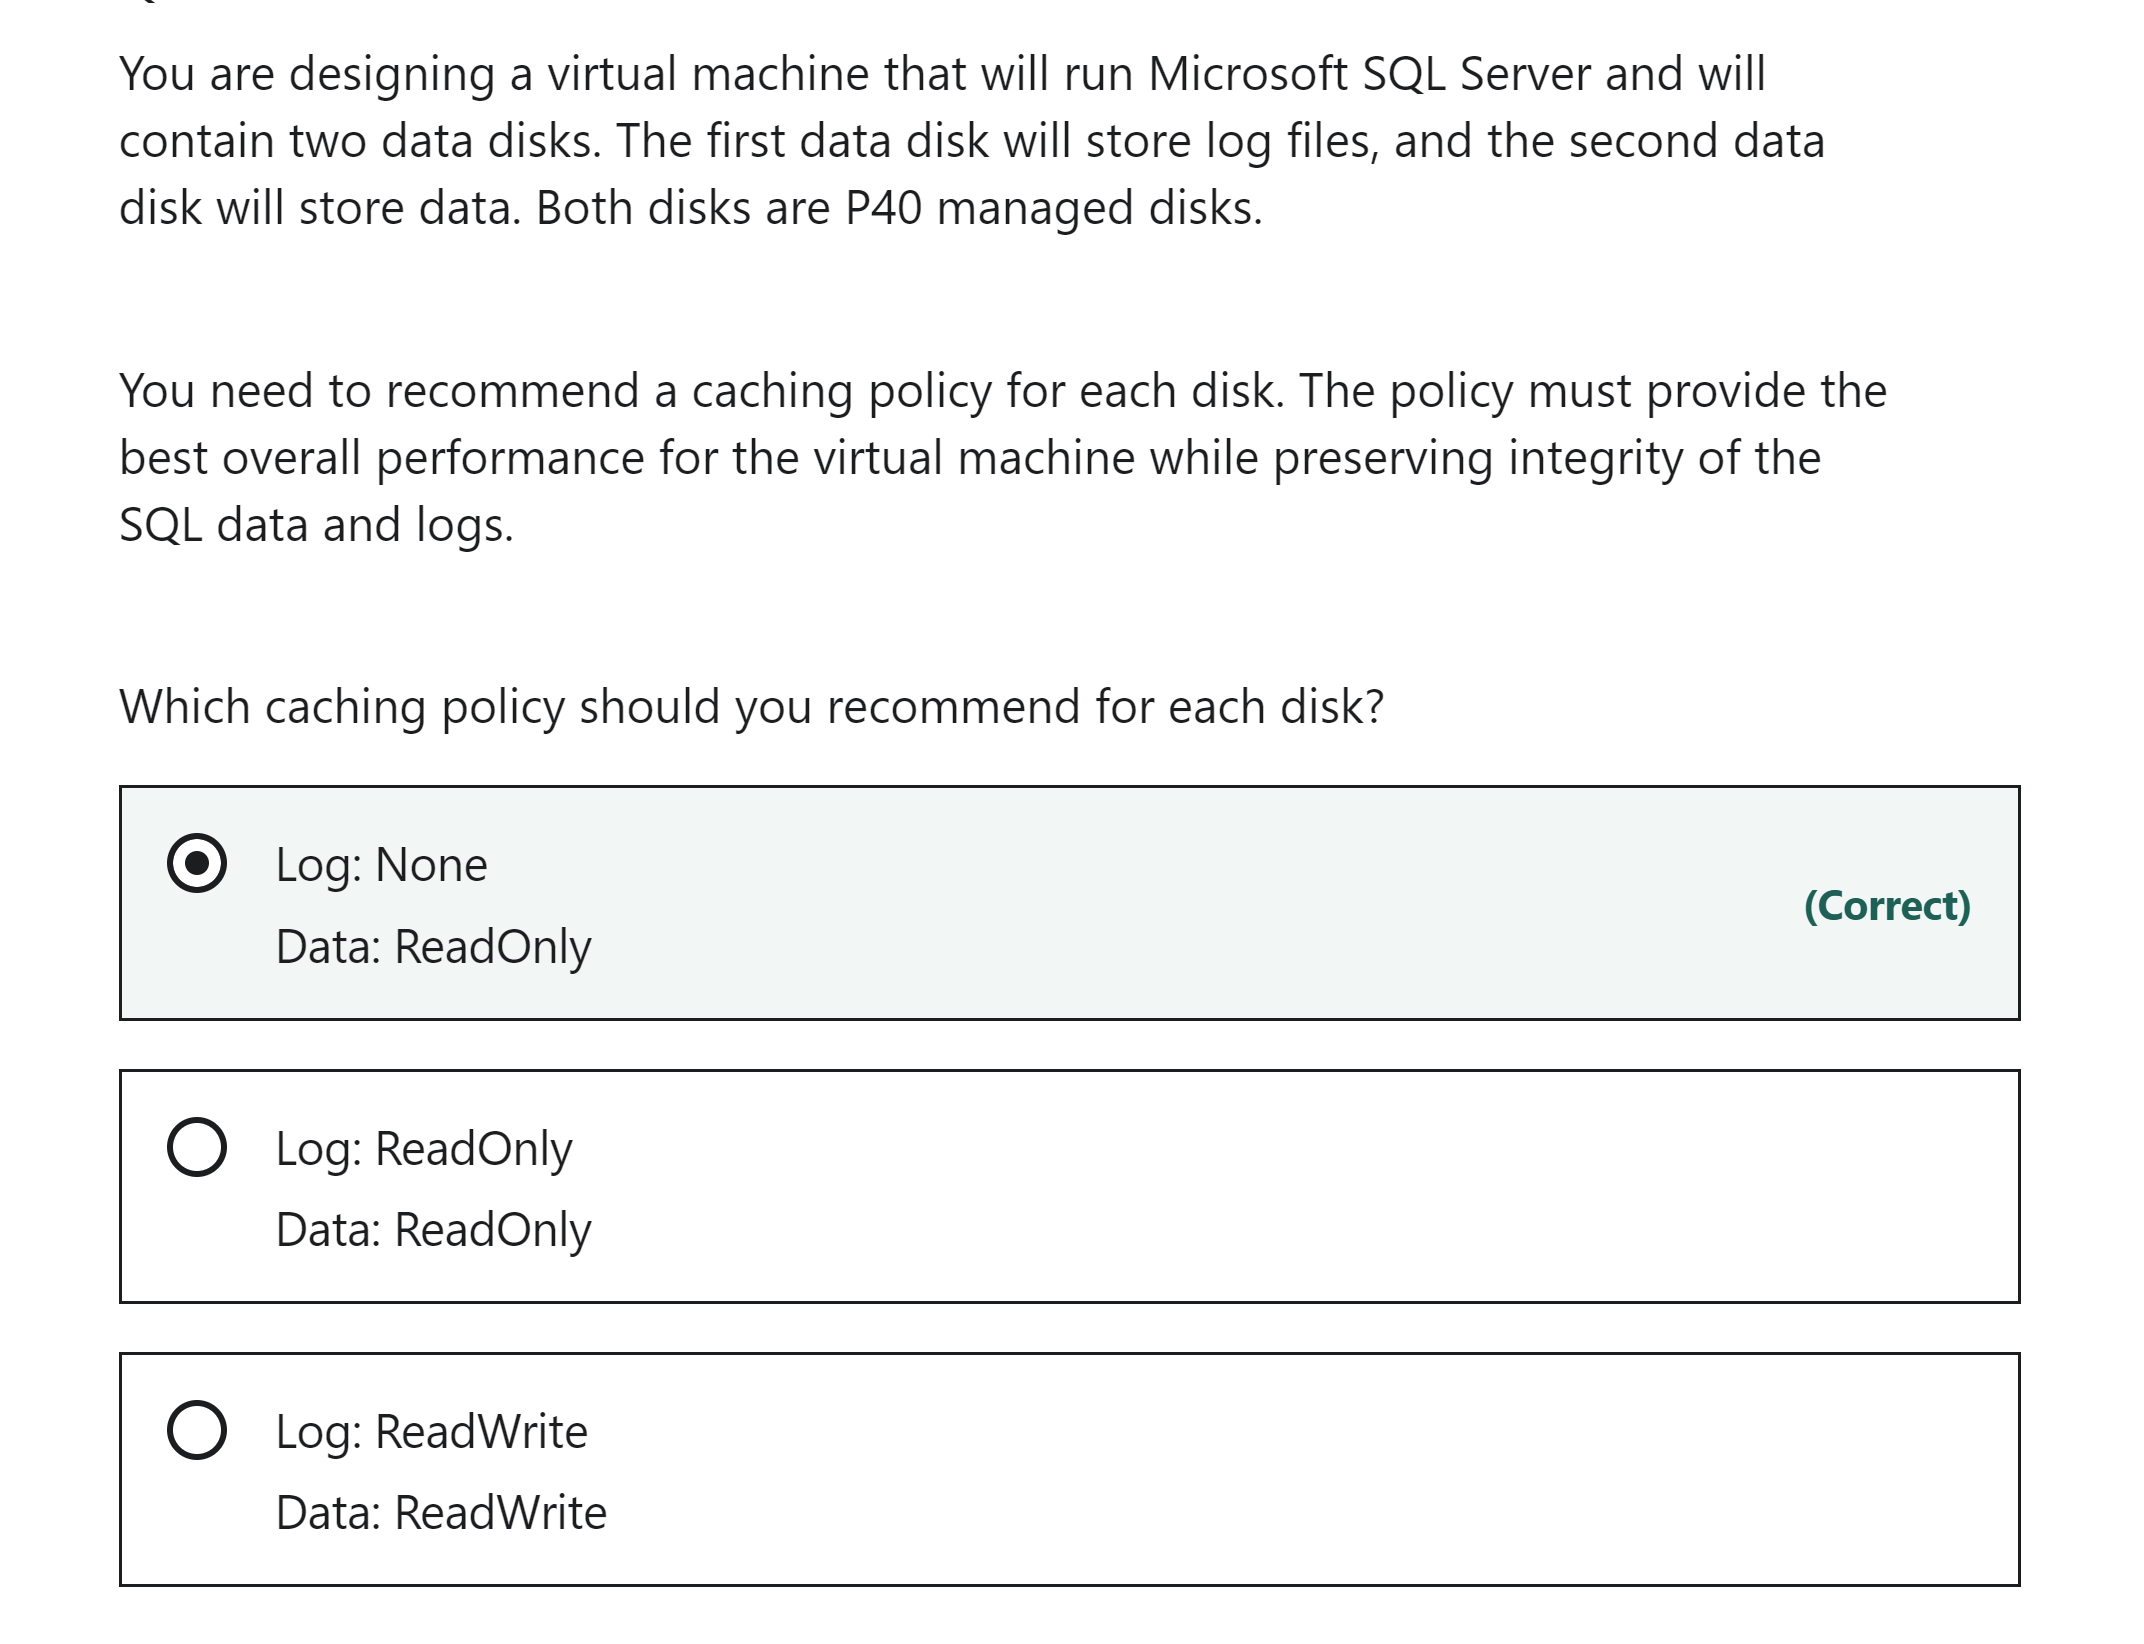 You are designing a virtual machine that will run Microsoft SQL Server and will
contain two data disks. The first data disk will store log files, and the second data
disk will store data. Both disks are P40 managed disks.
You need to recommend a caching policy for each disk. The policy must provide the
best overall performance for the virtual machine while preserving integrity of the
SQL data and logs.
Which caching policy should you recommend for each disk?
Log: None
(Correct)
Data: ReadOnly
Log: ReadOnly
Data: ReadOnly
Log: ReadWrite
Data: ReadWrite